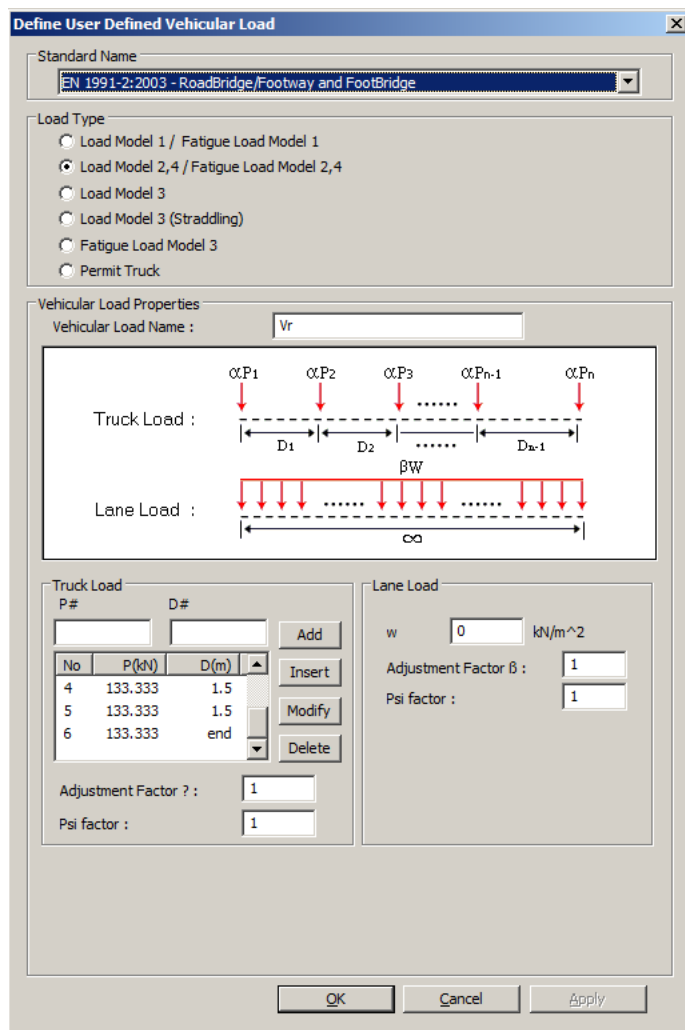 Define User Defined Vehicular Load
Standard Name
EN 1991-2:2003 - RoadBridge/Footway and FootBridge
Load Type
Load Model 1 / Fatigue Load Model 1
Load Model 2,4 / Fatigue Load Model 2,4
Load Model 3
Load Model 3 (Straddling)
Fatigue Load Model 3
Permit Truck
Vehicular Load Properties
Vehicular Load Name : Vr
αP1 αP2 αP3 αPn-1 αPn
Truck Load : ......
D1 D2 ...... Dn-1
βW
Lane Load : ...... ......
∞
Truck Load
P# D#
Add
No P(kN) D(m)
Insert
4 133.333 1.5
5 133.333 1.5
Modify
6 133.333 end
Delete
Adjustment Factor ? : 1
Psi factor : 1
Lane Load
w 0 kN/m^2
Adjustment Factor ß : 1
Psi factor : 1
OK Cancel Apply